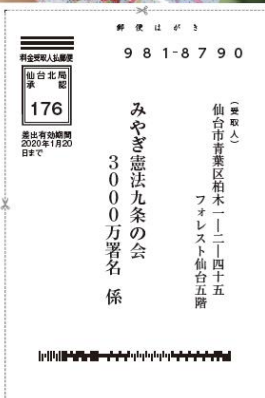 郵便はがき
981-8790
料金受取人払郵便
仙台北局
承認
176
差出有効期間
2020年1月20
日まで
(受取人)
仙台市青葉区柏木一―二―四十五
フォレスト仙台五階
みやぎ憲法九条の会
3000万署名 係